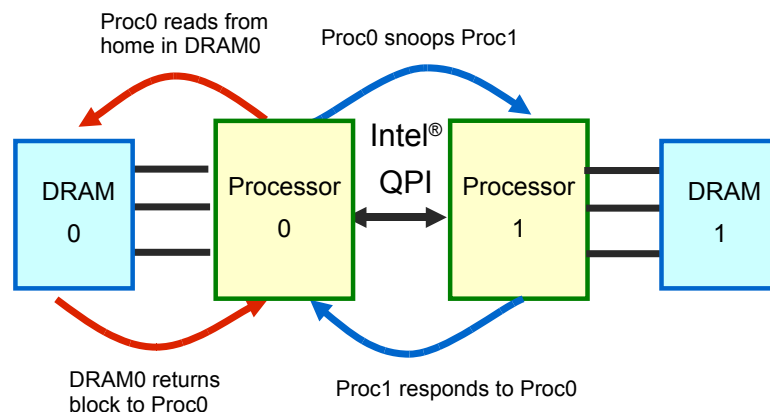 Proc0 reads from
home in DRAM0
Proc0 snoops Proc1
Intel®
QPI
DRAM
0
Processor
0
Processor
1
DRAM
1
DRAM0 returns
block to Proc0
Proc1 responds to Proc0